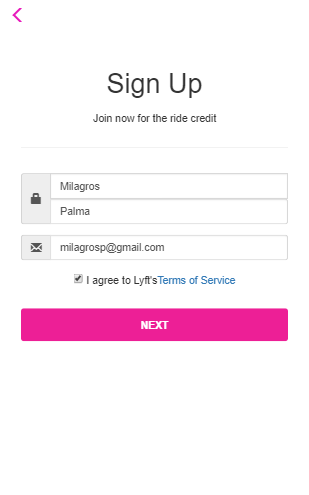 Sign Up
Join now for the ride credit
Milagros
Palma
milagrosp@gmail.com
I agree to Lyft'sTerms of Service
NEXT